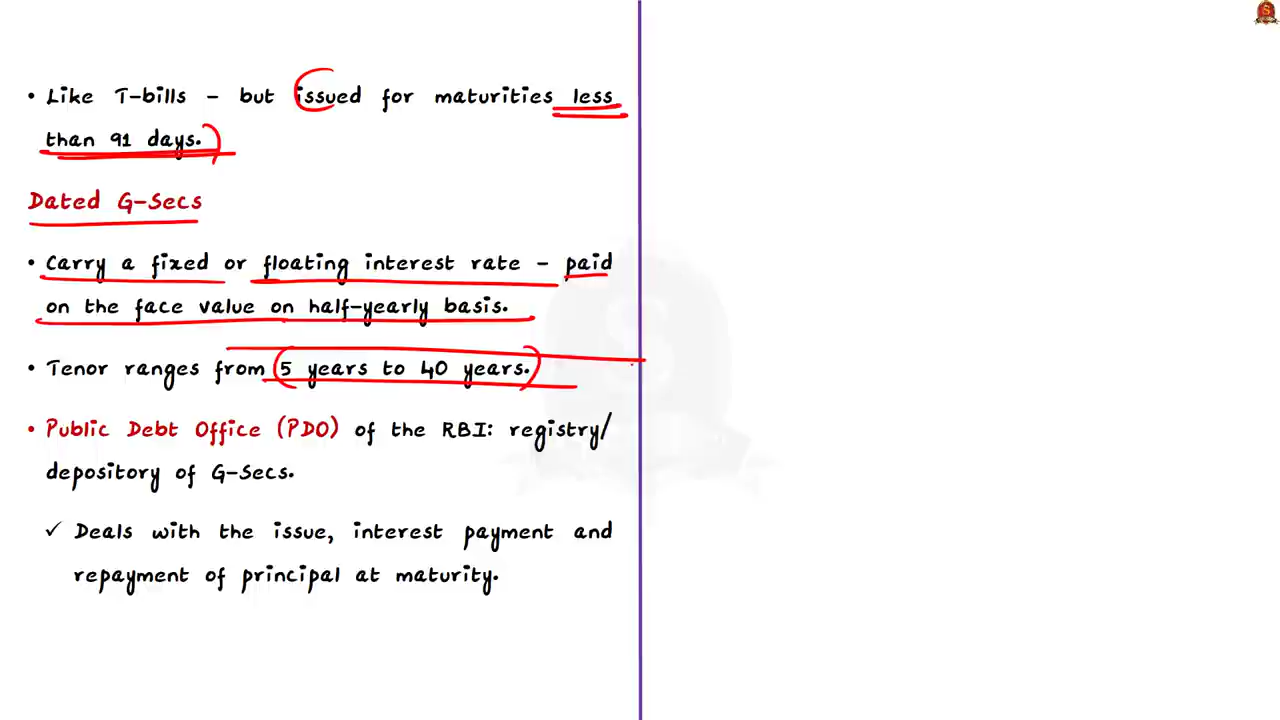 • Like T-bills - but issued for maturities less
than 91 days.
Dated G-Secs
• Carry a fixed or floating interest rate - paid
on the face value on half-yearly basis.
• Tenor ranges from 5 years to 40 years.
• Public Debt Office (PDO) of the RBI: registry/
depository of G-Secs.
✓ Deals with the issue, interest payment and
repayment of principal at maturity.